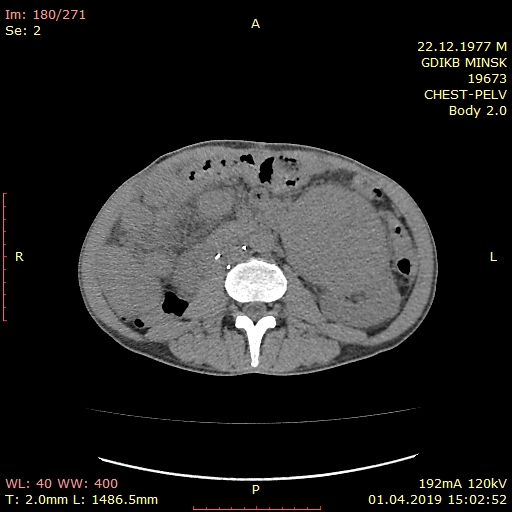 Im: 180/271
Se: 2
A
22.12.1977 M
GDIKB MINSK
19673
CHEST-PELV
Body 2.0
R
L
WL: 40 WW: 400
T: 2.0mm L: 1486.5mm
P
192mA 120kV
01.04.2019 15:02:52